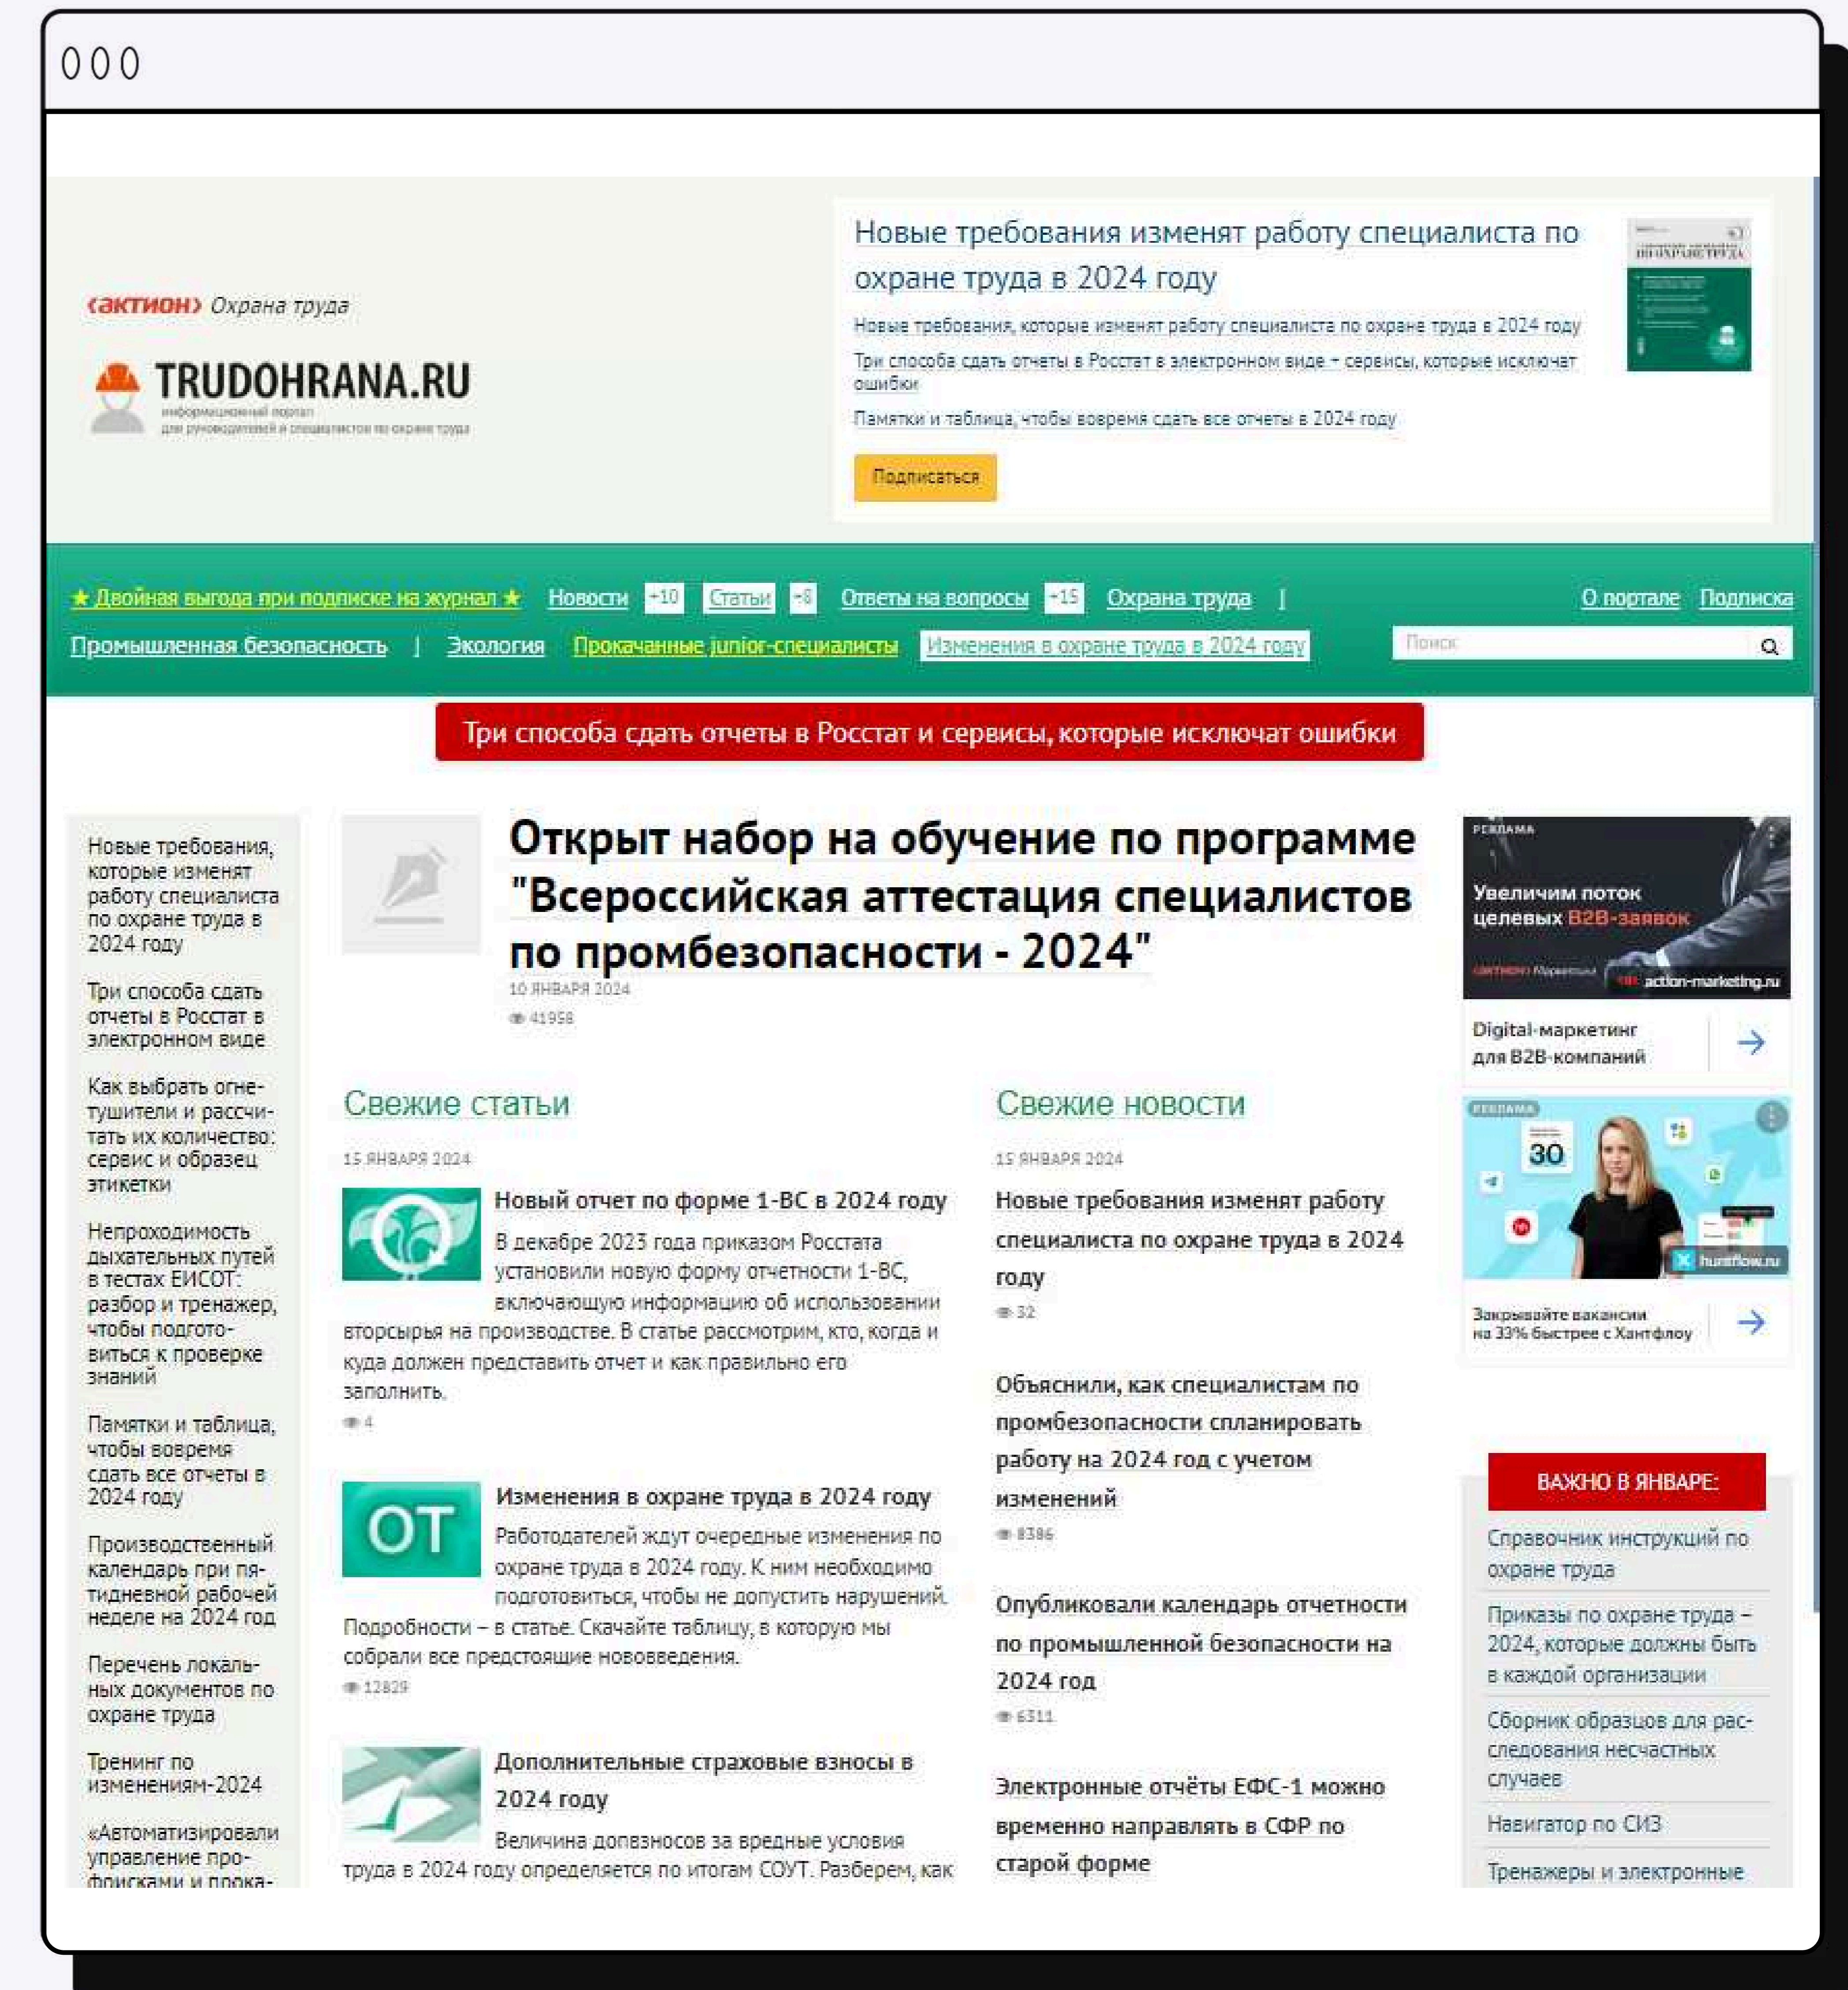 ‹актион› Охрана труда
TRUDOHRANA.RU
информационный портал
для руководителей и специалистов по охране труда
Новые требования изменят работу специалиста по
охране труда в 2024 году
Новые требования, которые изменят работу специалиста по охране труда в 2024 году
Три способа сдать отчеты в Росстат в электронном виде + сервисы, которые исключат
ошибки
Памятки и таблица, чтобы вовремя сдать все отчеты в 2024 году
Подписаться
ПО ОХРАНЕ ТРУДА
★ Двойная выгода при подписке на журнал ★ Новости +10 Статьи +8 Ответы на вопросы +15 Охрана труда |
Промышленная безопасность | Экология Прокачанные junior-специалисты Изменения в охране труда в 2024 году
О портале Подписка
Поиск
Три способа сдать отчеты в Росстат и сервисы, которые исключат ошибки
Новые требования,
которые изменят
работу специалиста
по охране труда в
2024 году
Три способа сдать
отчеты в Росстат в
электронном виде
Как выбрать огне-
тушители и рассчи-
тать их количество:
сервис и образец
этикетки
Непроходимость
дыхательных путей
в тестах ЕИСОТ:
разбор и тренажер,
чтобы подгото-
виться к проверке
знаний
Памятки и таблица,
чтобы вовремя
сдать все отчеты в
2024 году
Производственный
календарь при пя-
тидневной рабочей
неделе на 2024 год
Перечень локаль-
ных документов по
охране труда
Тренинг по
изменениям-2024
«Автоматизировали
управление про-
фрисками и прока-
Открыт набор на обучение по программе
"Всероссийская аттестация специалистов
по промбезопасности - 2024"
10 ЯНВАРЯ 2024
41958
Свежие статьи
15 ЯНВАРЯ 2024
Новый отчет по форме 1-ВС в 2024 году
В декабре 2023 года приказом Росстата
установили новую форму отчетности 1-ВС,
включающую информацию об использовании
вторсырья на производстве. В статье рассмотрим, кто, когда и
куда должен представить отчет и как правильно его
заполнить.
4
ОТ
Изменения в охране труда в 2024 году
Работодателей ждут очередные изменения по
охране труда в 2024 году. К ним необходимо
подготовиться, чтобы не допустить нарушений.
Подробности – в статье. Скачайте таблицу, в которую мы
собрали все предстоящие нововведения.
12829
Дополнительные страховые взносы в
2024 году
Величина допвзносов за вредные условия
труда в 2024 году определяется по итогам СОУТ. Разберем, как
Свежие новости
15 ЯНВАРЯ 2024
Новые требования изменят работу
специалиста по охране труда в 2024
году
32
Объяснили, как специалистам по
промбезопасности спланировать
работу на 2024 год с учетом
изменений
8386
Опубликовали календарь отчетности
по промышленной безопасности на
2024 год
6311
Электронные отчёты ЕФС-1 можно
временно направлять в СФР по
старой форме
РЕКЛАМА
Увеличим поток
целевых B2B-заявок
action-marketing.ru
Digital-маркетинг
для B2B-компаний
РЕКЛАМА
30
huntflow.ru
Закрывайте вакансии
на 33% быстрее с Хантфлоу
ВАЖНО В ЯНВАРЕ:
Справочник инструкций по
охране труда
Приказы по охране труда –
2024, которые должны быть
в каждой организации
Сборник образцов для рас-
следования несчастных
случаев
Навигатор по СИЗ
Тренажеры и электронные